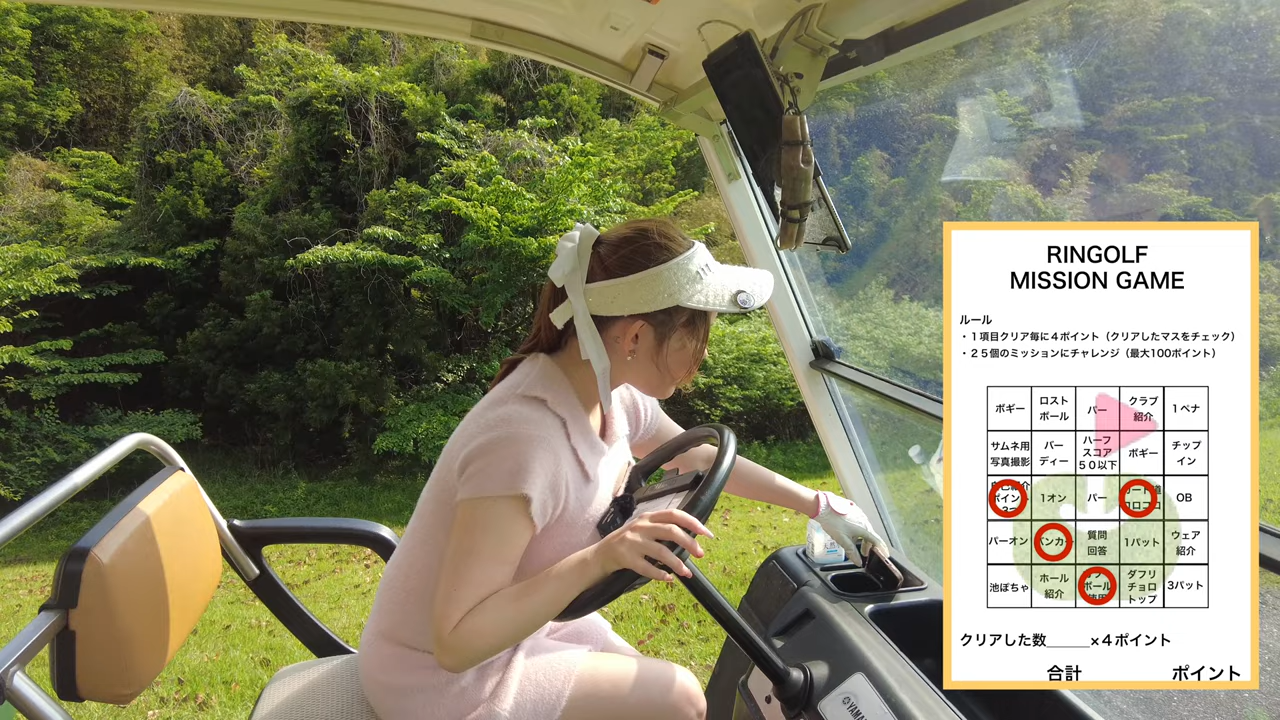 RINGOLF
MISSION GAME
ルール
・１項目クリア毎に４ポイント（クリアしたマスをチェック）
・２５個のミッションにチャレンジ（最大100ポイント）
ボギー ロストボール パー クラブ紹介 １ペナ
サムネ用写真撮影 バーディー ハーフスコア５０以下 ボギー チップイン
1オン パー OB
パーオン 質問回答 1パット ウェア紹介
池ぽちゃ ホール紹介 ダフリチョロトップ 3パット
クリアした数_____×４ポイント
合計 ポイント